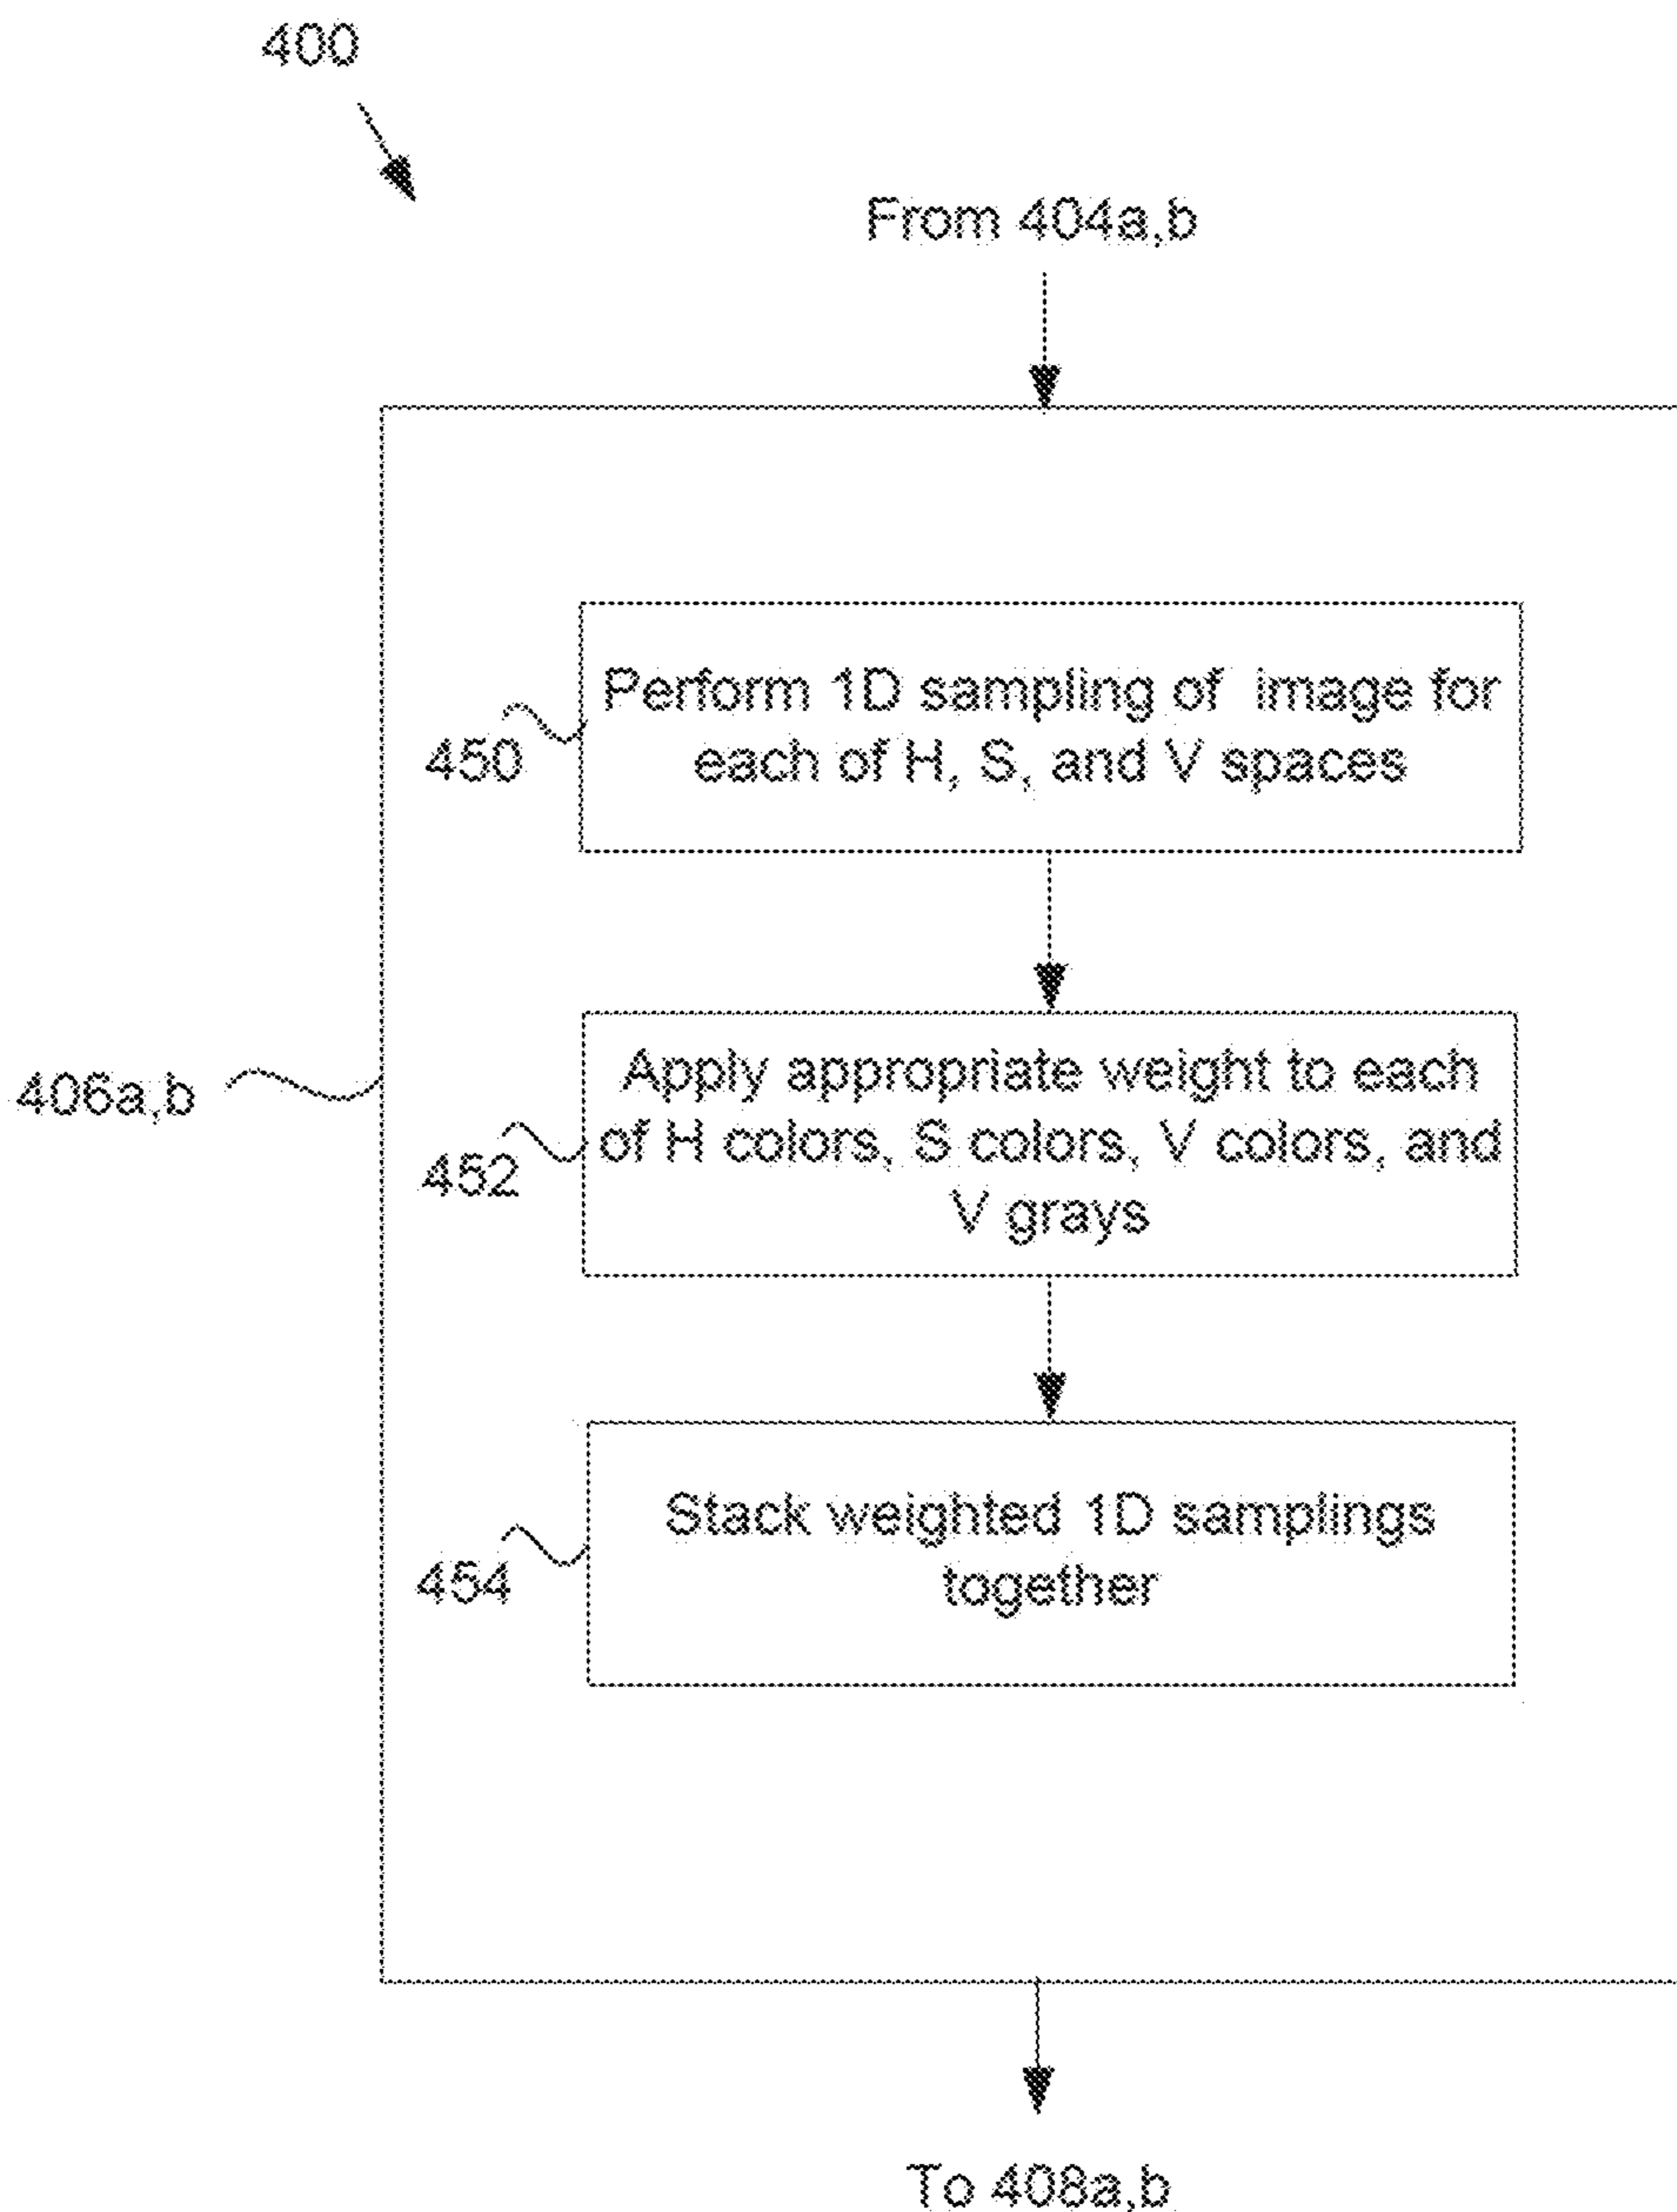 400
From 404a,b
Perform 1D sampling of image for
each of H, S, and V spaces
450
Apply appropriate weight to each
of H colors, S colors, V colors, and
V grays
406a,b
452
Stack weighted 1D samplings
together
454
To 408a,b